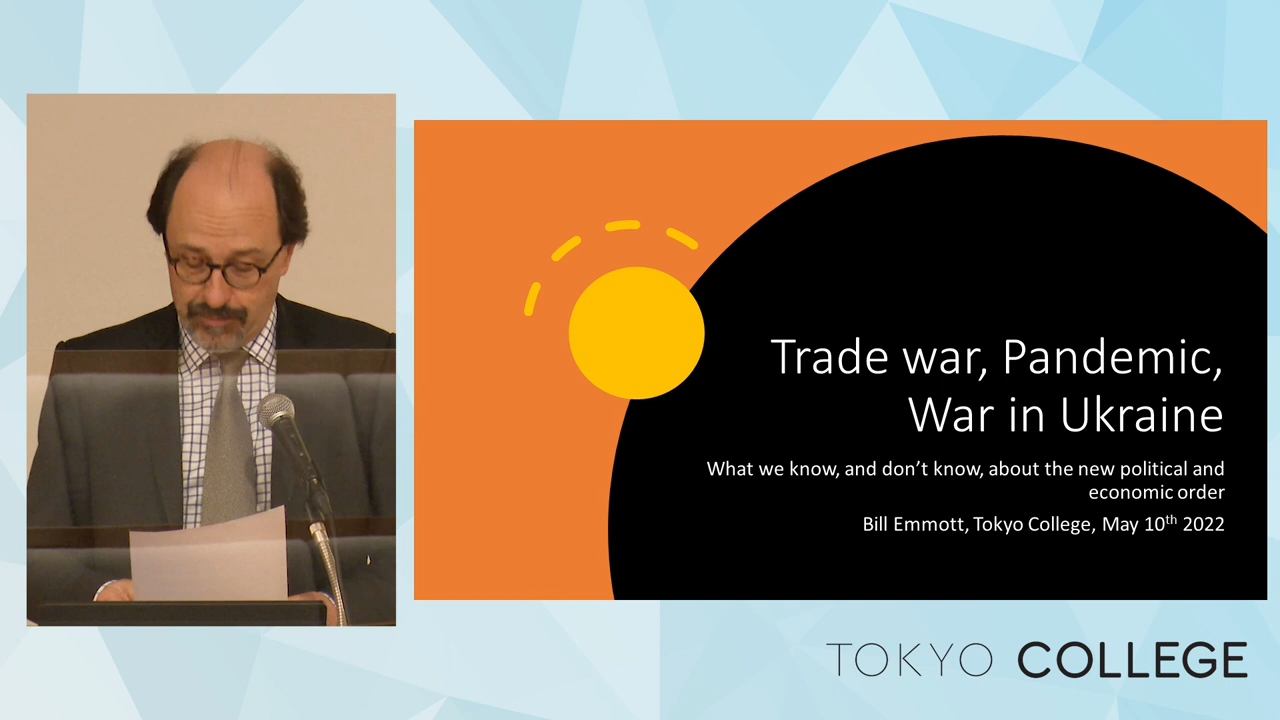 Trade war, Pandemic,
War in Ukraine
What we know, and don’t know, about the new political and
economic order
Bill Emmott, Tokyo College, May 10th 2022
TOKYO COLLEGE